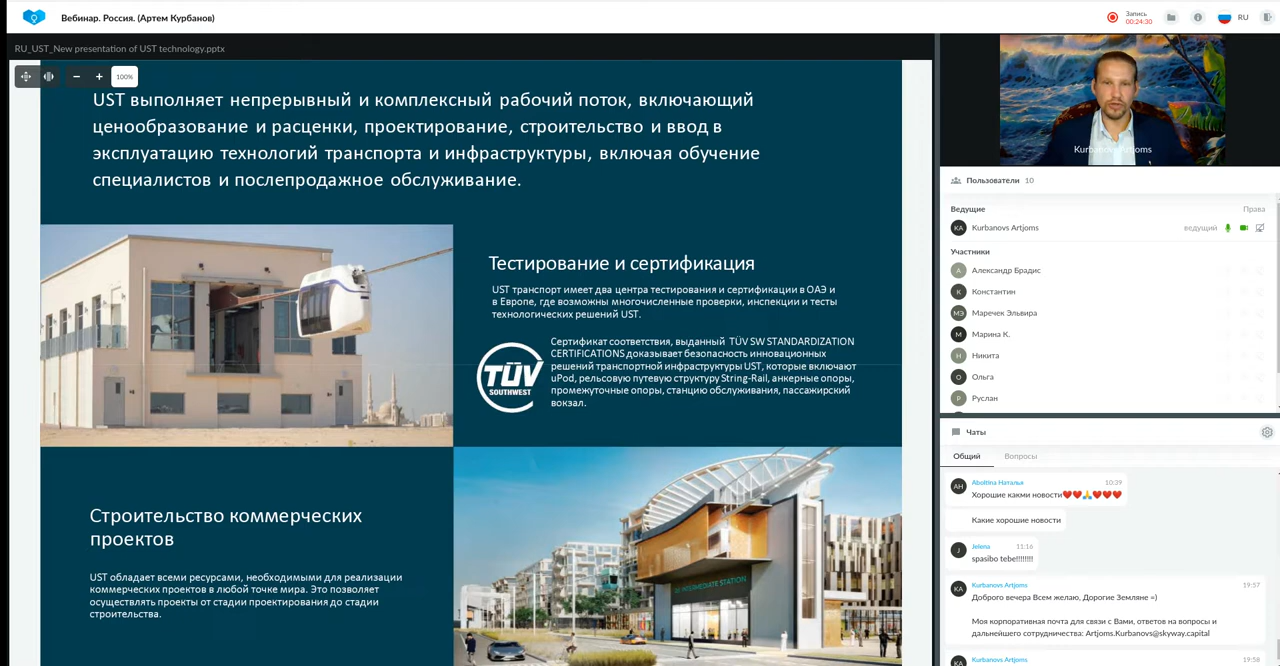 Вебинар. Россия. (Артем Курбанов)
Запись
00:24:30
RU
RU_UST_New presentation of UST technology.pptx
100%
UST выполняет непрерывный и комплексный рабочий поток, включающий
ценообразование и расценки, проектирование, строительство и ввод в
эксплуатацию технологий транспорта и инфраструктуры, включая обучение
специалистов и послепродажное обслуживание.
Тестирование и сертификация
UST транспорт имеет два центра тестирования и сертификации в ОАЭ и
в Европе, где возможны многочисленные проверки, инспекции и тесты
технологических решений UST.
TÜV
SOUTHWEST
Сертификат соответствия, выданный TÜV SW STANDARDIZATION
CERTIFICATIONS доказывает безопасность инновационных
решений транспортной инфраструктуры UST, которые включают
uPod, рельсовую путевую структуру String-Rail, анкерные опоры,
промежуточные опоры, станцию обслуживания, пассажирский
вокзал.
Строительство коммерческих
проектов
UST обладает всеми ресурсами, необходимыми для реализации
коммерческих проектов в любой точке мира. Это позволяет
осуществлять проекты от стадии проектирования до стадии
строительства.
INTERMEDIATE STATION
Kurbanovs Artjoms
Пользователи 10
Ведущие Права
KA Kurbanovs Artjoms ведущий
Участники
А Александр Брадис
К Константин
МЭ Маречек Эльвира
М Марина К.
Н Никита
О Ольга
Р Руслан
Чаты
Общий Вопросы
АН Aboltina Наталья 10:39
Хорошие какми новости❤️❤️🙏❤️❤️❤️
Какие хорошие новости
J Jelena 11:16
spasibo tebe!!!!!!!!
KA Kurbanovs Artjoms 19:57
Доброго вечера Всем желаю, Дорогие Земляне =)
Моя корпоративная почта для связи с Вами, ответов на вопросы и
дальнейшего сотрудничества: Artjoms.Kurbanovs@skyway.capital
KA Kurbanovs Artjoms 19:58